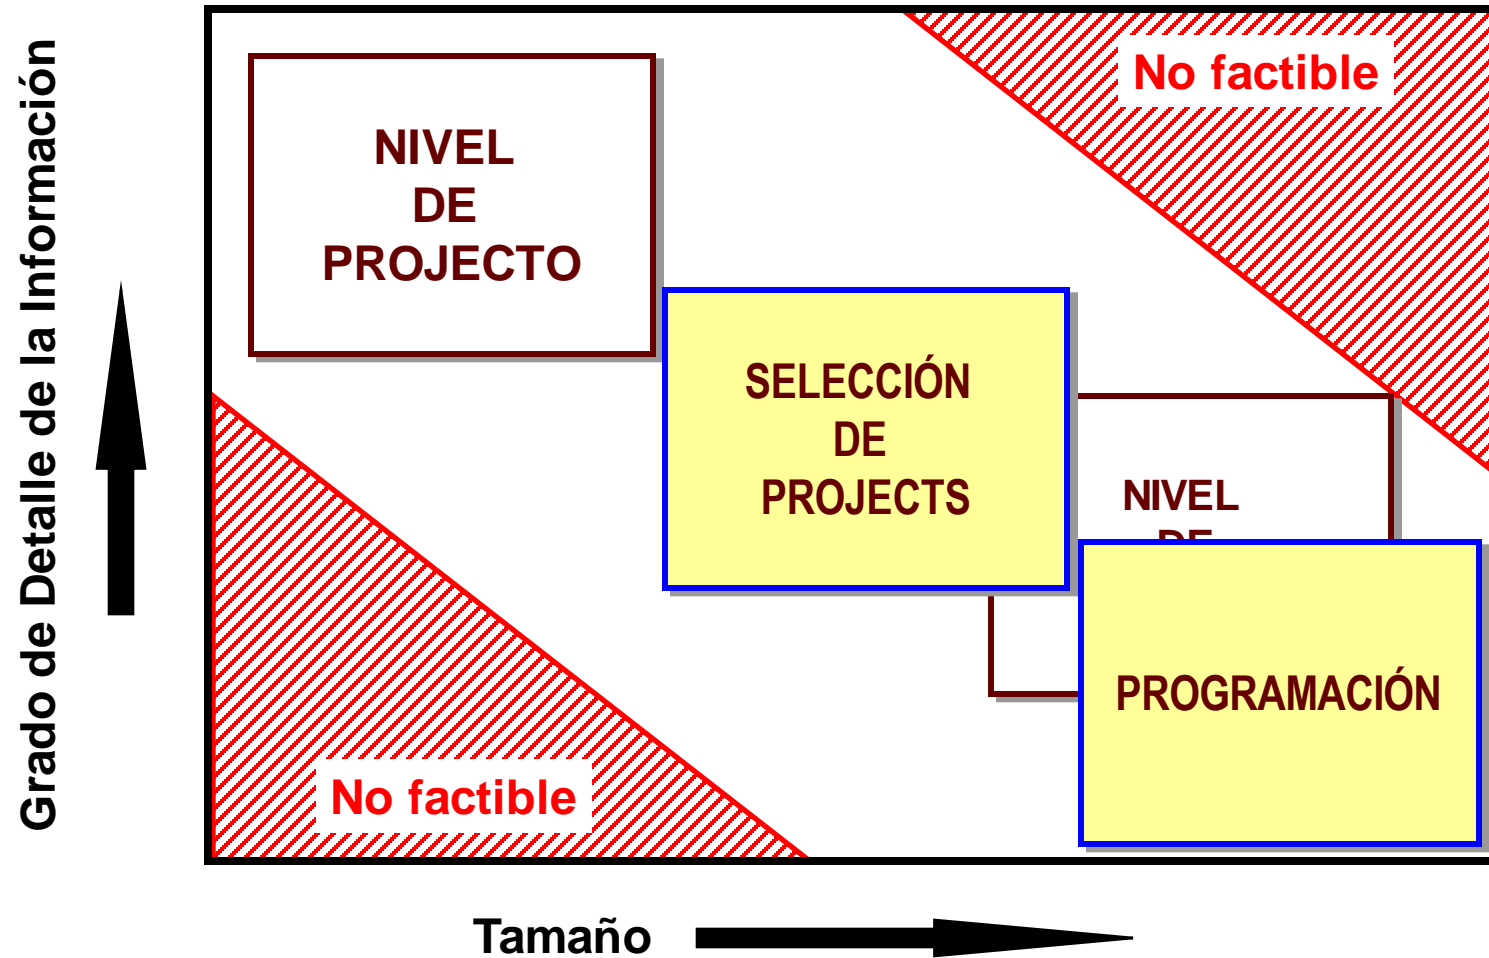 Grado de Detalle de la Información
No factible
NIVEL
DE
PROJECTO
SELECCIÓN
DE
PROJECTS
NIVEL
DE
PROGRAMACIÓN
No factible
Tamaño